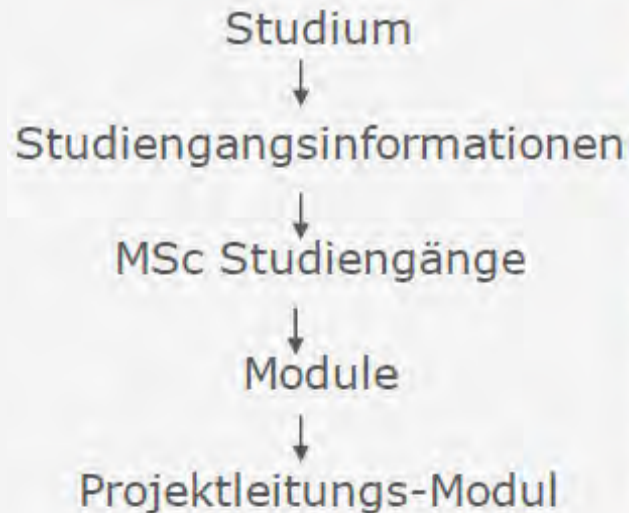 Studium
Studiengangsinformationen
MSc Studiengänge
Module
Projektleitungs-Modul